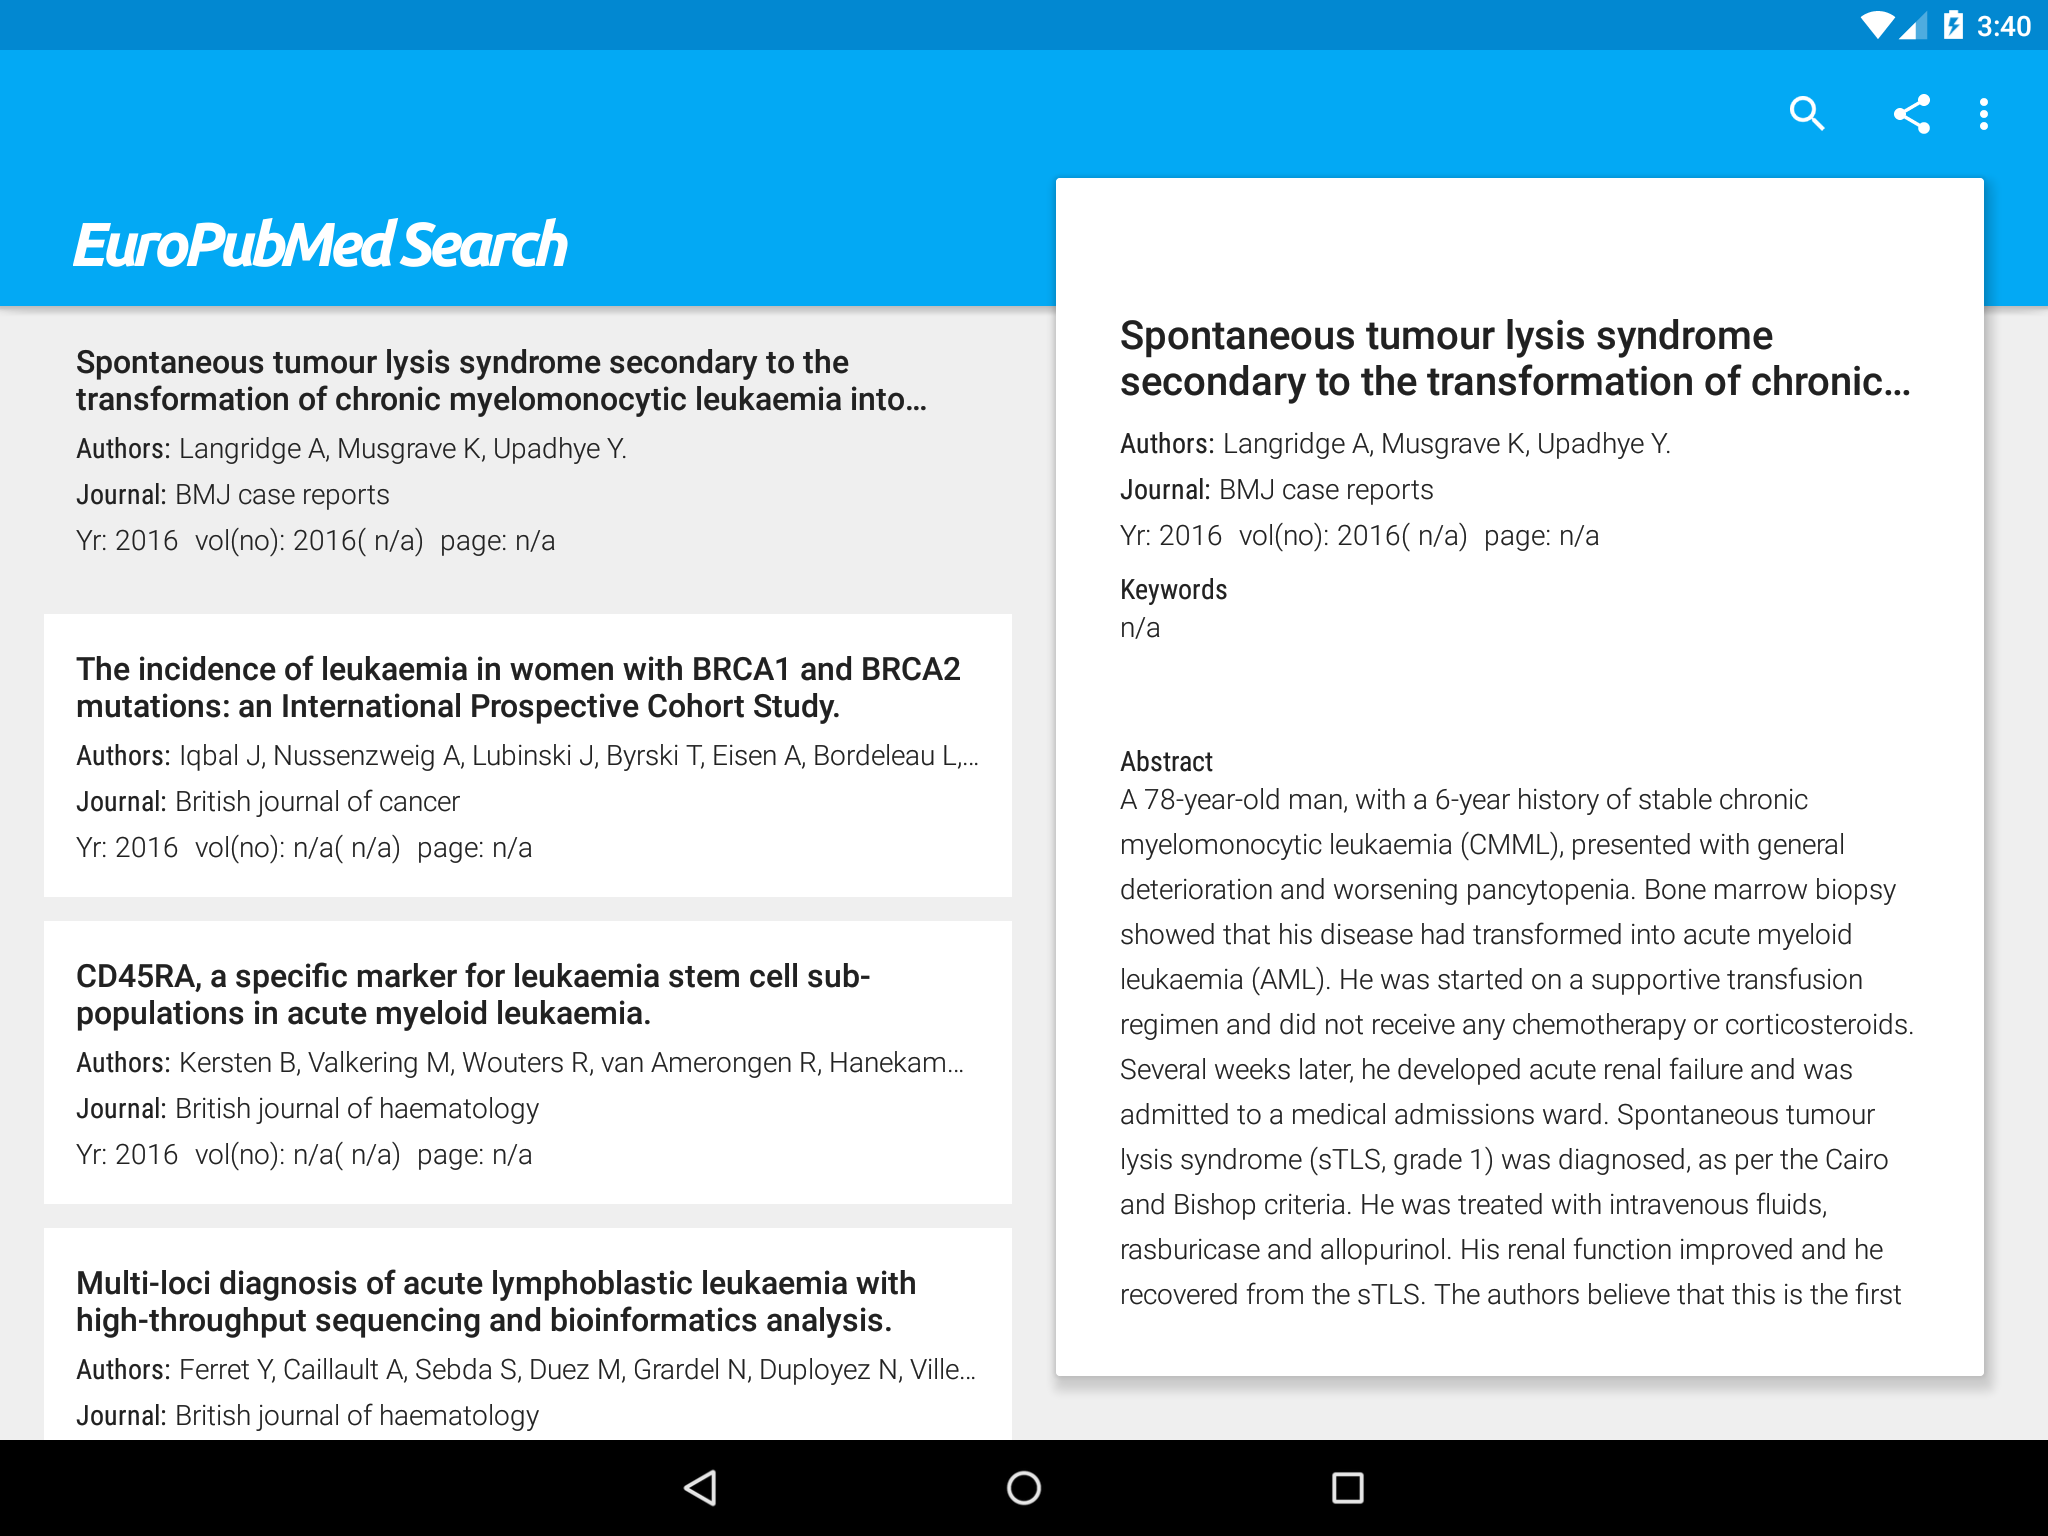 3:40
EuroPubMed Search
Spontaneous tumour lysis syndrome secondary to the
transformation of chronic myelomonocytic leukaemia into...
Authors: Langridge A, Musgrave K, Upadhye Y.
Journal: BMJ case reports
Yr: 2016  vol(no): 2016( n/a)  page: n/a
The incidence of leukaemia in women with BRCA1 and BRCA2
mutations: an International Prospective Cohort Study.
Authors: Iqbal J, Nussenzweig A, Lubinski J, Byrski T, Eisen A, Bordeleau L,...
Journal: British journal of cancer
Yr: 2016  vol(no): n/a( n/a)  page: n/a
CD45RA, a specific marker for leukaemia stem cell sub-
populations in acute myeloid leukaemia.
Authors: Kersten B, Valkering M, Wouters R, van Amerongen R, Hanekam...
Journal: British journal of haematology
Yr: 2016  vol(no): n/a( n/a)  page: n/a
Multi-loci diagnosis of acute lymphoblastic leukaemia with
high-throughput sequencing and bioinformatics analysis.
Authors: Ferret Y, Caillault A, Sebda S, Duez M, Grardel N, Duployez N, Ville...
Journal: British journal of haematology
Spontaneous tumour lysis syndrome
secondary to the transformation of chronic...
Authors: Langridge A, Musgrave K, Upadhye Y.
Journal: BMJ case reports
Yr: 2016  vol(no): 2016( n/a)  page: n/a
Keywords
n/a
Abstract
A 78-year-old man, with a 6-year history of stable chronic
myelomonocytic leukaemia (CMML), presented with general
deterioration and worsening pancytopenia. Bone marrow biopsy
showed that his disease had transformed into acute myeloid
leukaemia (AML). He was started on a supportive transfusion
regimen and did not receive any chemotherapy or corticosteroids.
Several weeks later, he developed acute renal failure and was
admitted to a medical admissions ward. Spontaneous tumour
lysis syndrome (sTLS, grade 1) was diagnosed, as per the Cairo
and Bishop criteria. He was treated with intravenous fluids,
rasburicase and allopurinol. His renal function improved and he
recovered from the sTLS. The authors believe that this is the first